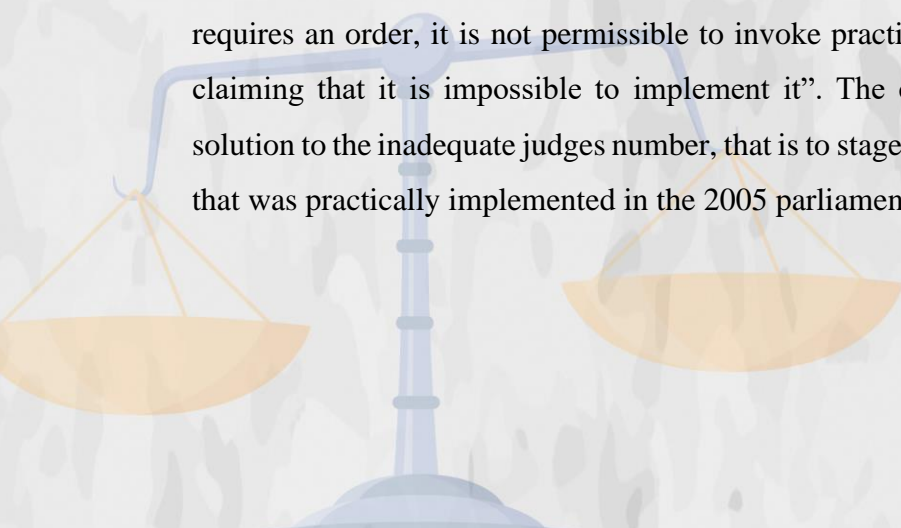 requires an order, it is not permissible to invoke practi
claiming that it is impossible to implement it”. The
solution to the inadequate judges number, that is to stage
that was practically implemented in the 2005 parliamen